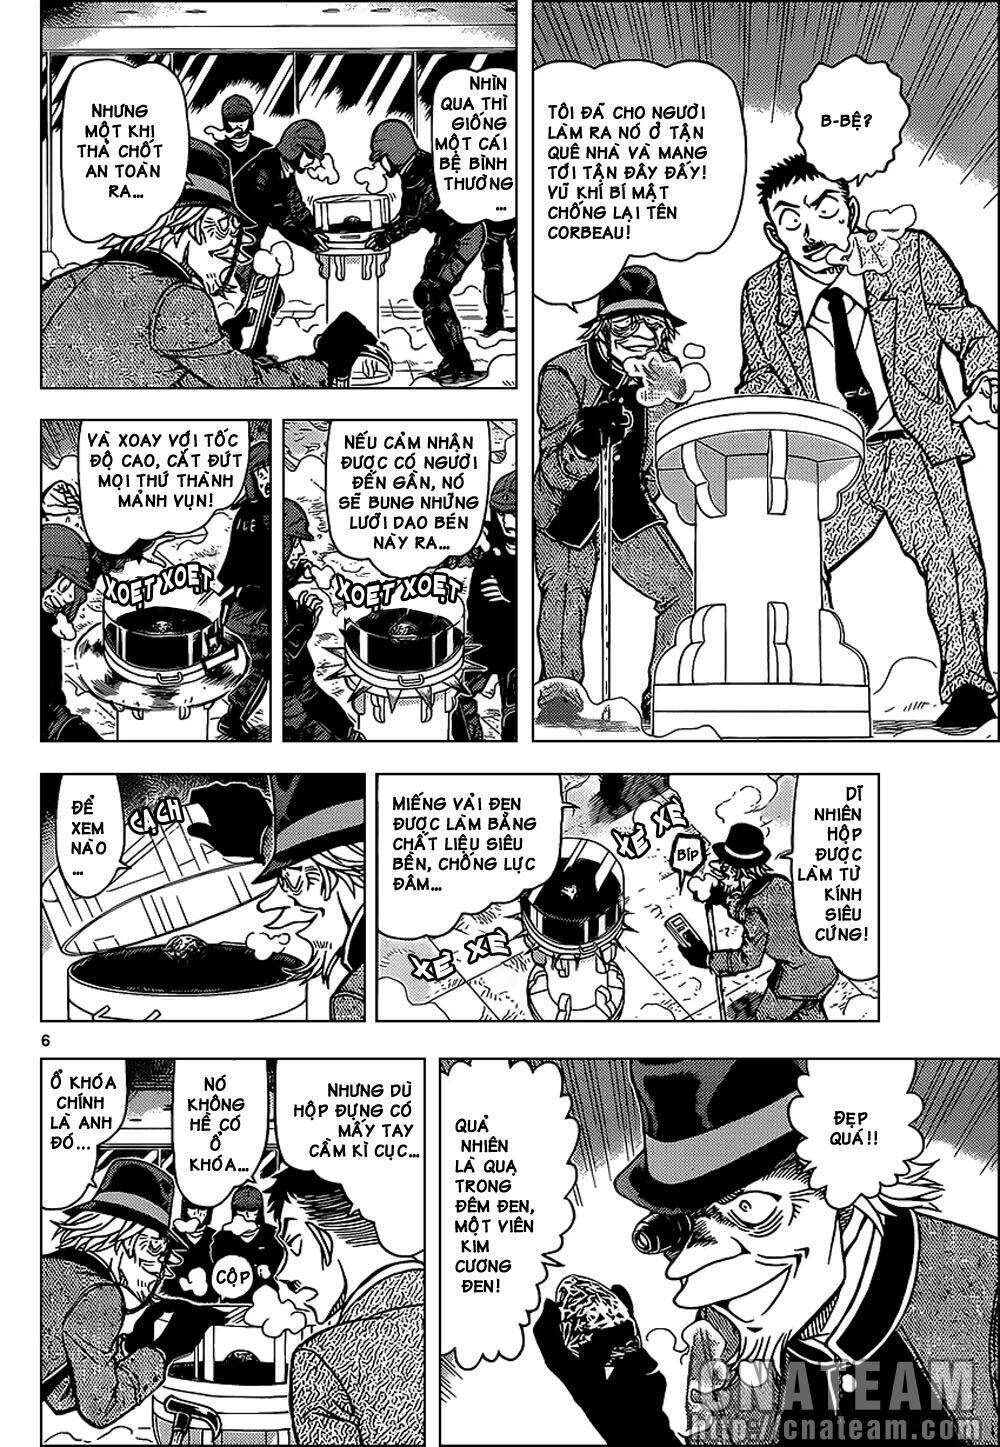 B-BỆ?
TÔI ĐÃ CHO NGƯƠI
LÀM RA NÓ Ở TẬN
QUÊ NHÀ VÀ MANG
TỚI TẬN ĐÂY ĐẤY!
VŨ KHÍ BÍ MẬT
CHỐNG LẠI TÊN
CORBEAU!
NHÌN
QUA THÌ
GIỐNG
MỘT CÁI
BỆ BÌNH
THƯỜNG
...
NHƯNG
MỘT KHI
THẢ CHỐT
AN TOÀN
RA...
NẾU CẢM NHẬN
ĐƯỢC CÓ NGƯỜI
ĐẾN GẦN, NÓ
SẼ BUNG NHỮNG
LƯỠI DAO BÉN
NÀY RA...
XOẸT XOẸT
VÀ XOAY VỚI TỐC
ĐỘ CAO, CẮT ĐỨT
MỌI THỨ THÀNH
MẢNH VỤN!
XOẸT XOẸT
DĨ
NHIÊN
HỘP
ĐƯỢC
LÀM TỪ
KÍNH
SIÊU
CỨNG!
BÍP
MIẾNG VẢI ĐEN
ĐƯỢC LÀM BẰNG
CHẤT LIỆU SIÊU
BỀN, CHỐNG LỰC
ĐÂM...
XÉ XÉ
XÉ XÉ
ĐỂ
XEM
NÀO
...
CẠCH
6
ĐẸP
QUÁ!!
QUẢ
NHIÊN
LÀ QUẠ
TRONG
ĐÊM ĐEN,
MỘT VIÊN
KIM
CƯƠNG
ĐEN!
NHƯNG DÙ
HỘP ĐỰNG CÓ
MẤY TAY
CẦM KÌ CỤC...
NÓ
KHÔNG
HỀ CÓ
Ổ
KHÓA...
CỘP
Ổ KHÓA
CHÍNH
LÀ ANH
ĐÓ...
CNATEAM
http://cnateam.com/